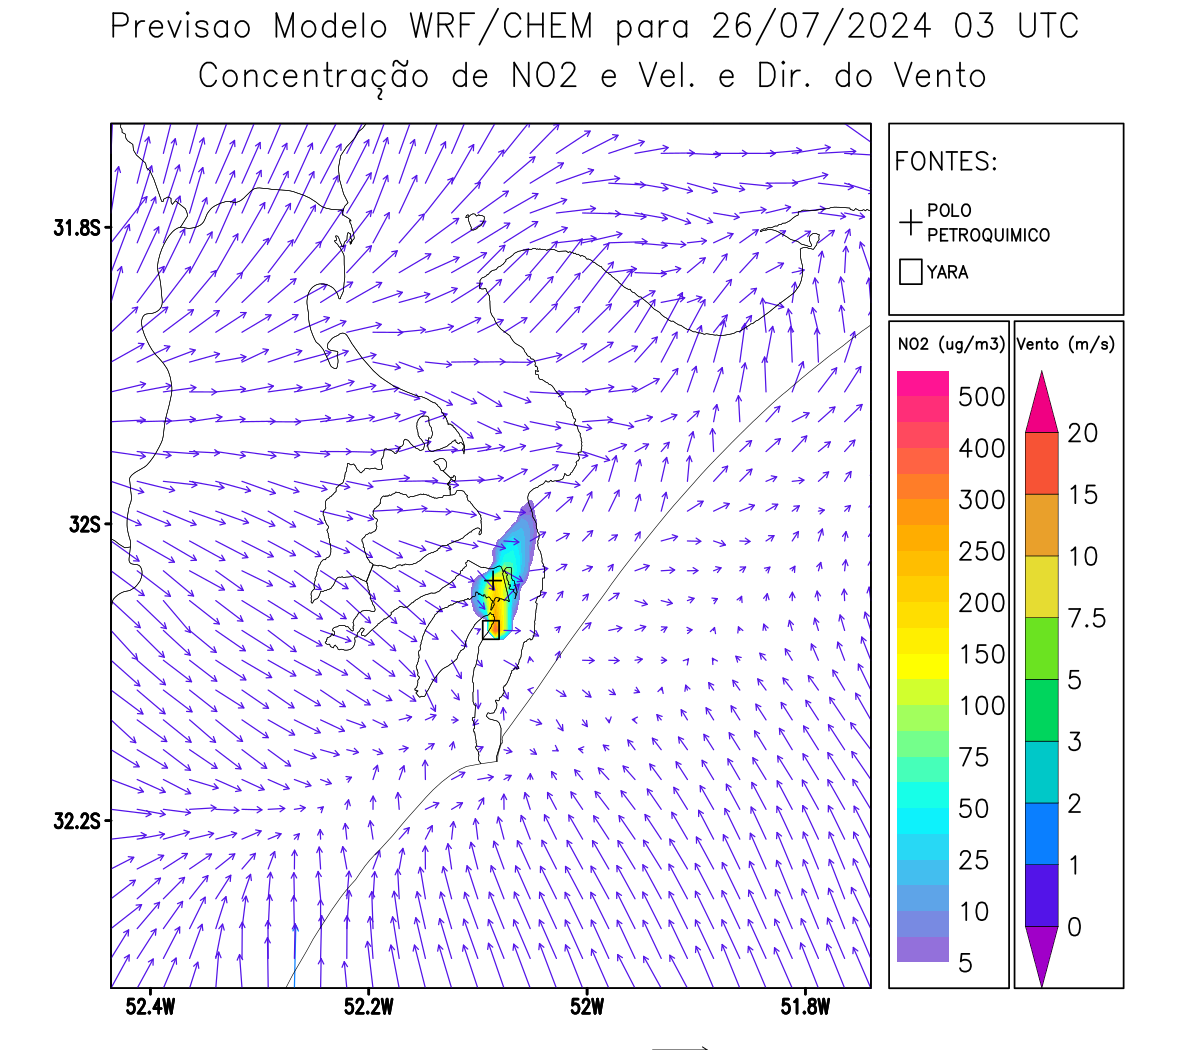 Previsao Modelo WRF/CHEM para 26/07/2024 03 UTC
Concentração de NO2 e Vel. e Dir. do Vento
FONTES:
POLO
PETROQUIMICO
YARA
NO2 (ug/m3)
500
400
300
250
200
150
100
75
50
25
10
5
Vento (m/s)
20
15
10
7.5
5
3
2
1
0
31.8S
32S
32.2S
52.4W
52.2W
52W
51.8W